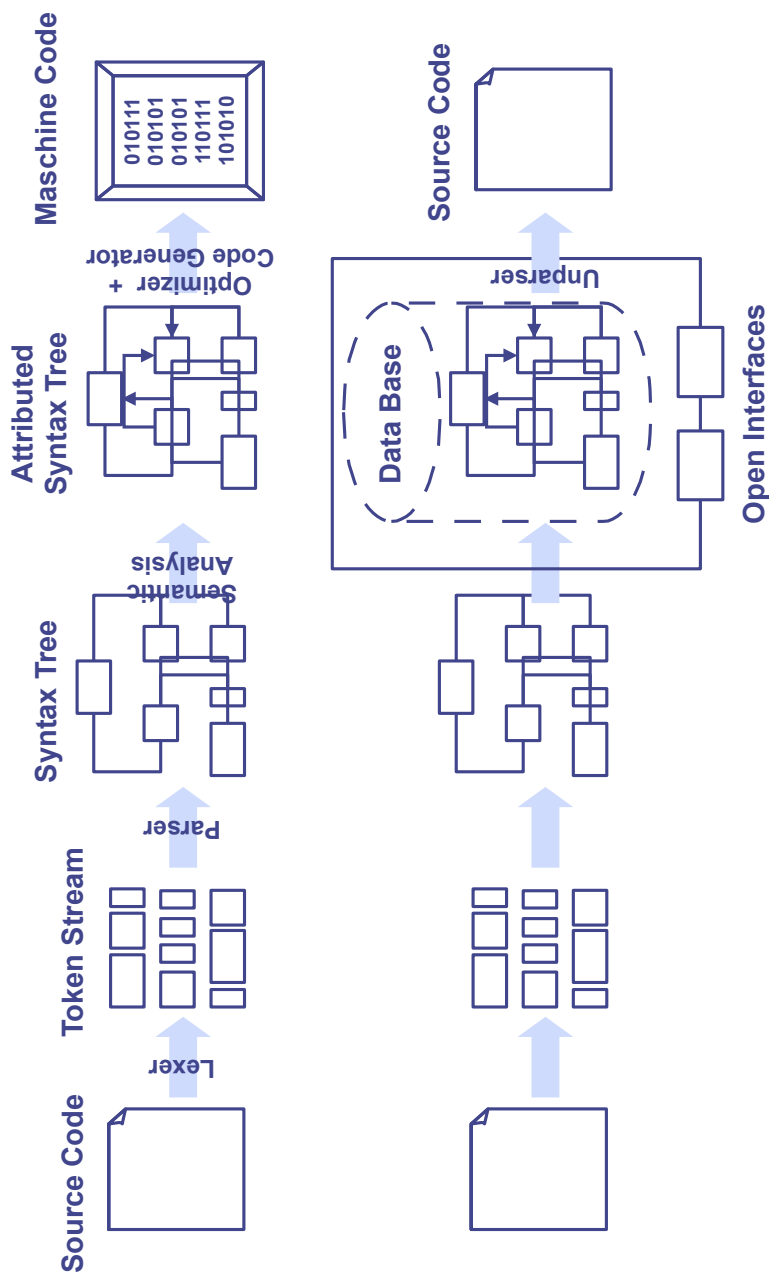 Source Code
Token Stream
Syntax Tree
Attributed
Syntax Tree
Maschine Code
Lexer
Parser
Semantic
Analysis
Optimizer +
Code Generator
010111
010101
010101
110111
101010
Source Code
Data Base
Unparser
Open Interfaces